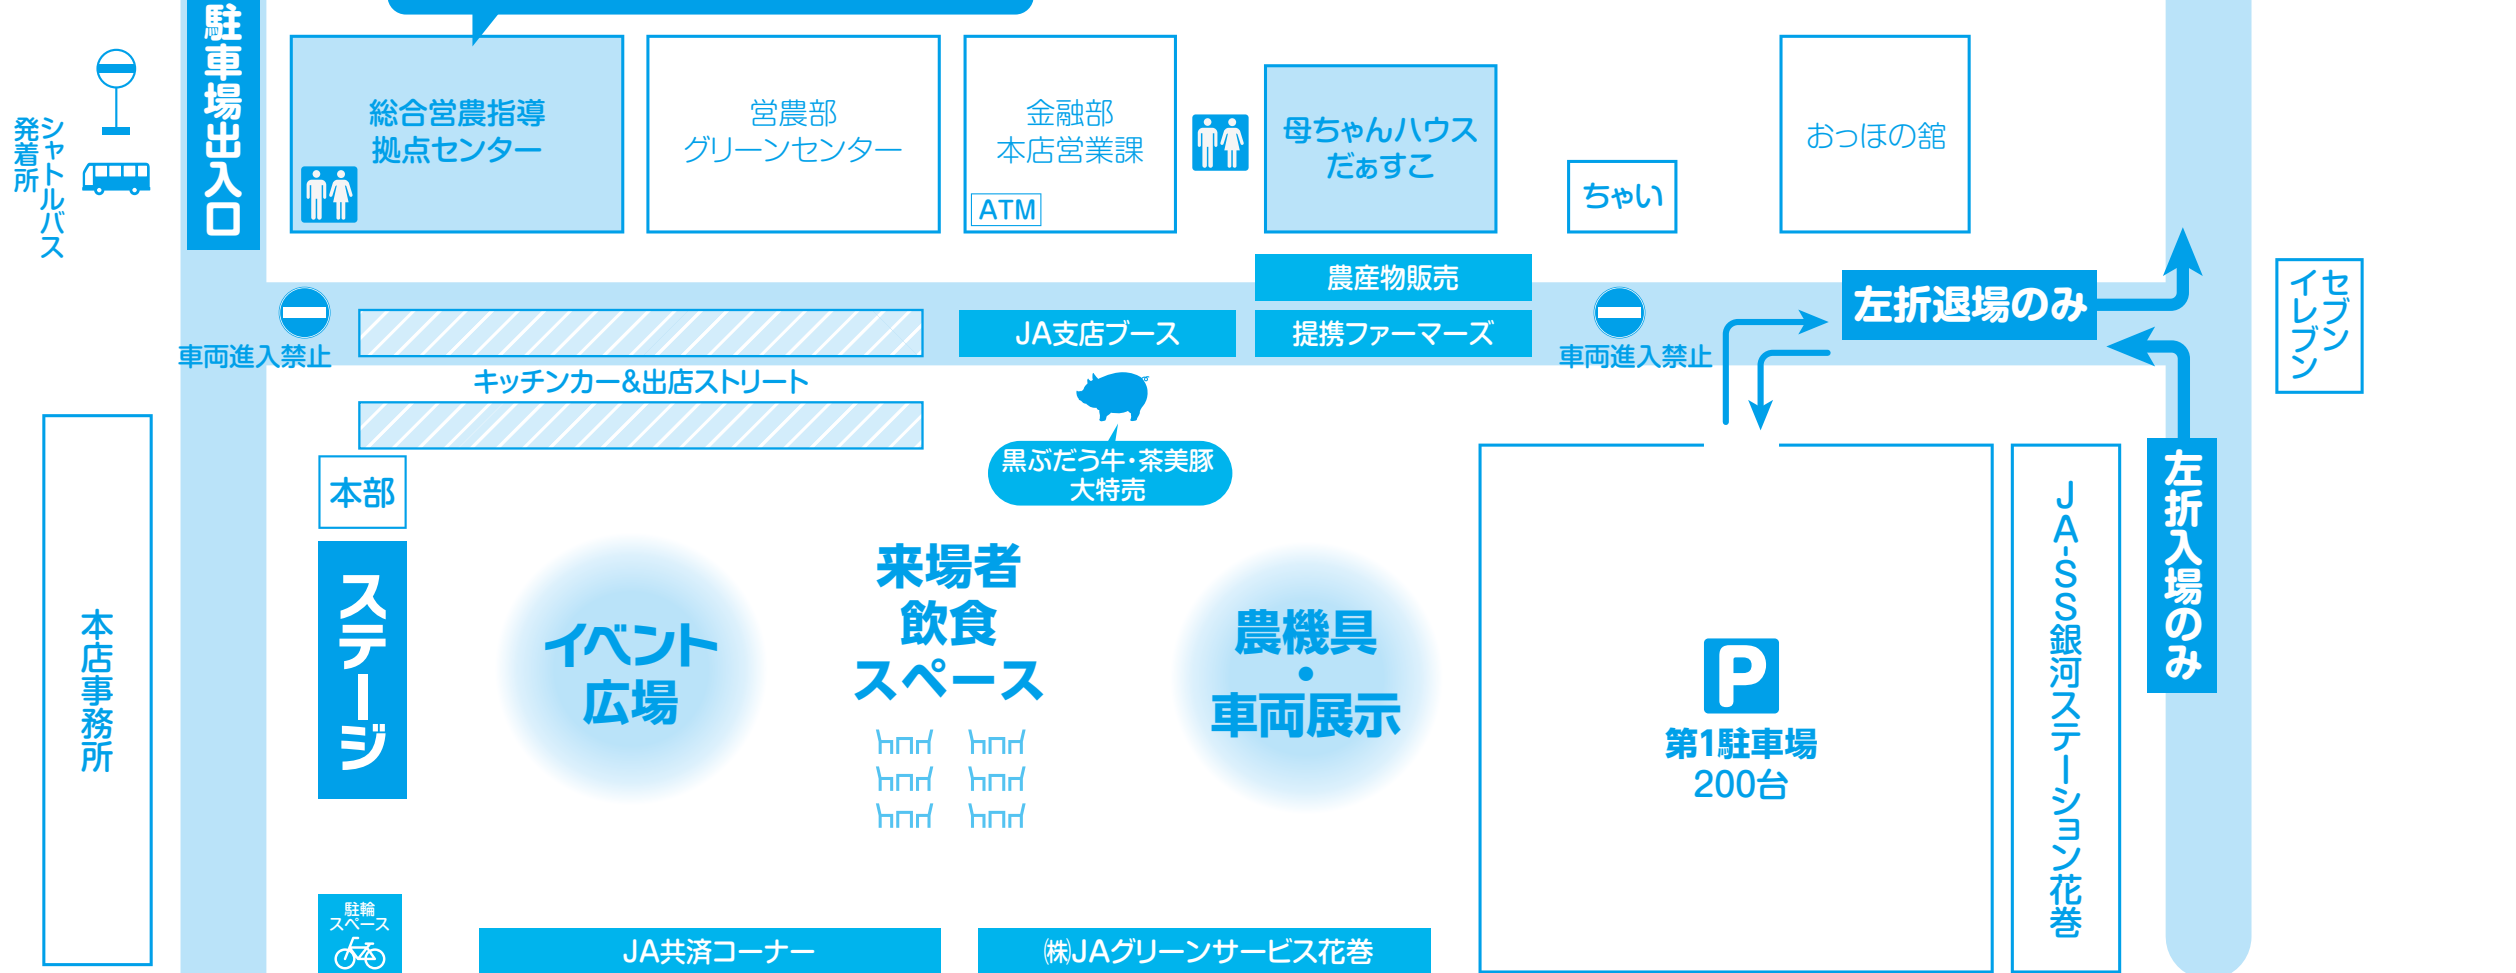 駐車場出入口
シャトルバス
発着所
総合営農指導
拠点センター
営農部
グリーンセンター
金融部
本店営業課
ATM
母ちゃんハウス
だぁすこ
ちゃい
おっほの舘
農産物販売
JA支店ブース
提携ファーマーズ
左折退場のみ
セブン
イレブン
車両進入禁止
車両進入禁止
キッチンカー&出店ストリート
黒ぶだう牛・茶美豚
大特売
本部
ステージ
本店事務所
イベント
広場
来場者
飲食
スペース
農機具
・
車両展示
P
第1駐車場
200台
JA-SS銀河ステーション花巻
左折入場のみ
駐輪
スペース
JA共済コーナー
㈱JAグリーンサービス花巻